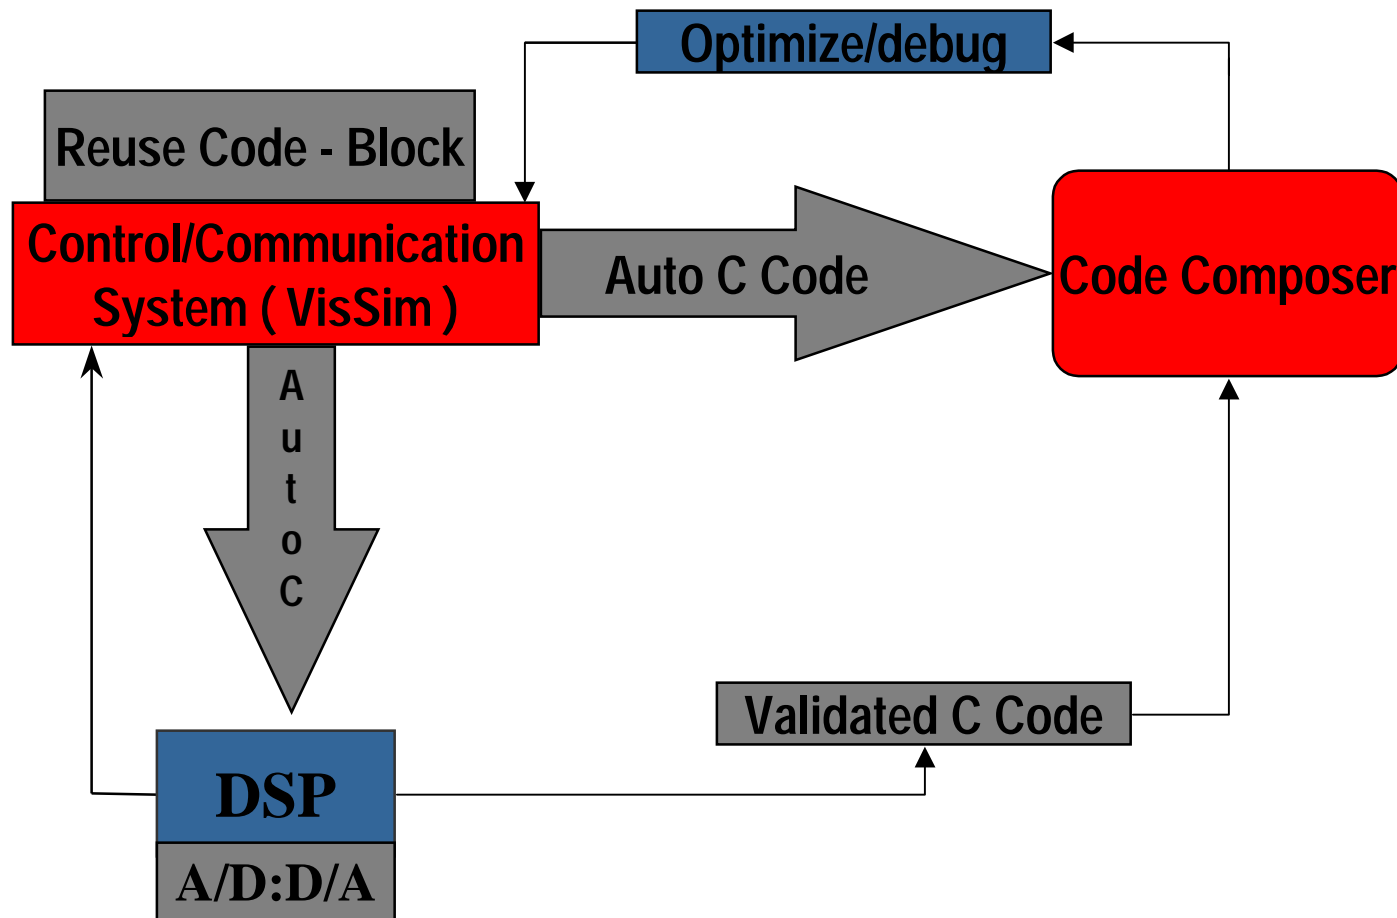 Optimize/debug
Reuse Code - Block
Control/Communication
System ( VisSim )
Auto C Code
Code Composer
A
u
t
o
C
Validated C Code
DSP
A/D:D/A